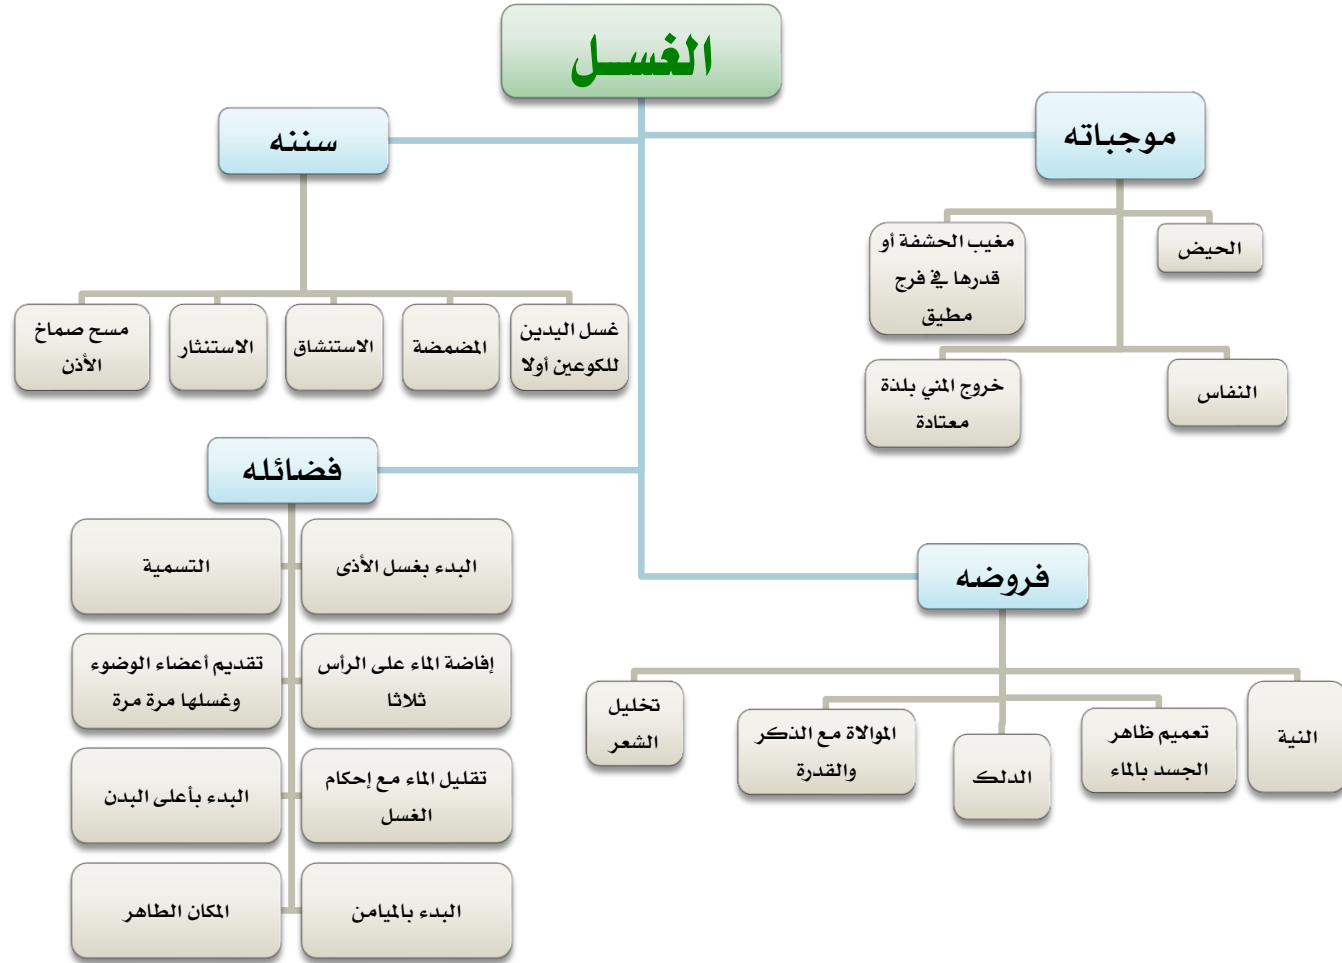 الغسل
موجباته
الحيض
مغيب الحشفة أو
قدرها في فرج
مطيق
النفاس
خروج المني بلذة
معتادة
سننه
غسل اليدين
للكوعين أولا
المضمضة
الاستنشاق
الاستنثار
مسح صماخ
الأذن
فروضه
النية
تعميم ظاهر
الجسد بالماء
الدلك
الموالاة مع الذكر
والقدرة
تخليل
الشعر
فضائله
البدء بغسل الأذى
التسمية
إفاضة الماء على الرأس
ثلاثا
تقديم أعضاء الوضوء
وغسلها مرة مرة
تقليل الماء مع إحكام
الغسل
البدء بأعلى البدن
البدء بالميامن
المكان الطاهر